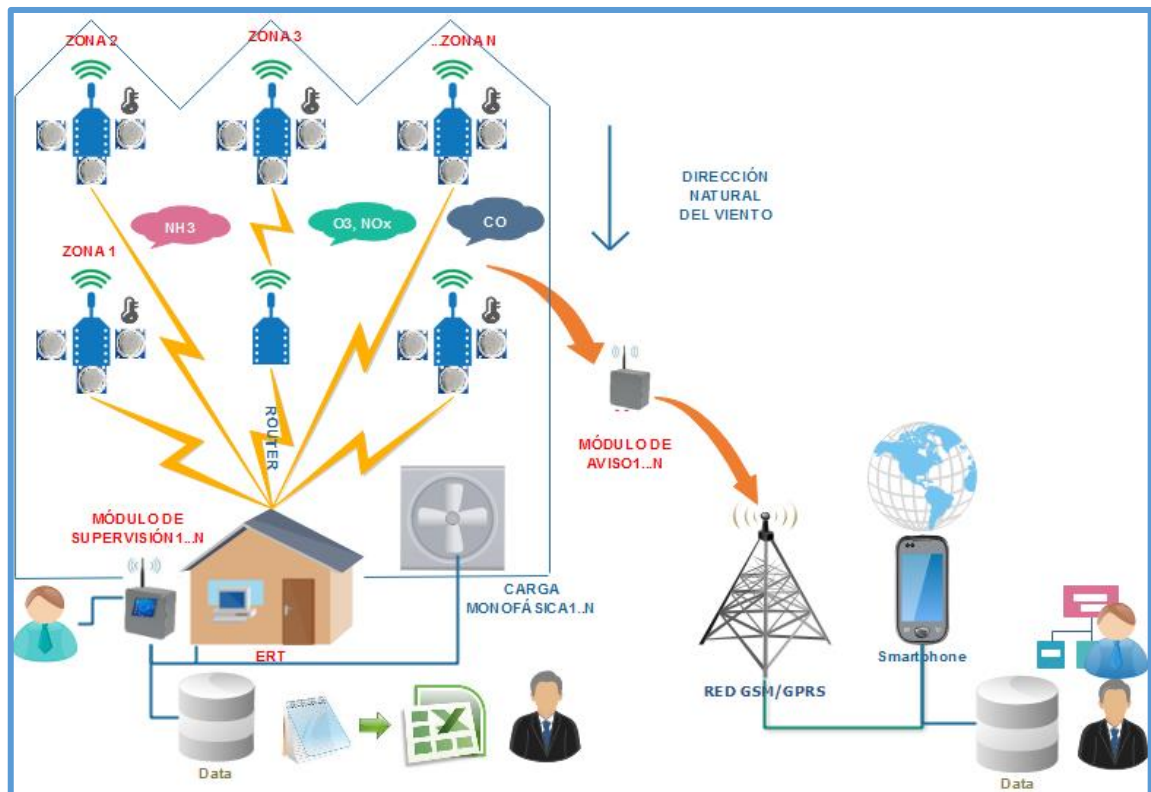 ZONA 2
ZONA 3
...ZONA N
DIRECCIÓN
NATURAL
DEL VIENTO
NH3
O3, NOx
CO
ZONA 1
ROUTER
MÓDULO DE
AVISO1...N
MÓDULO DE
SUPERVISIÓN1...N
CARGA
MONOFÁSICA1..N
ERT
Smartphone
RED GSM/GPRS
Data
Data